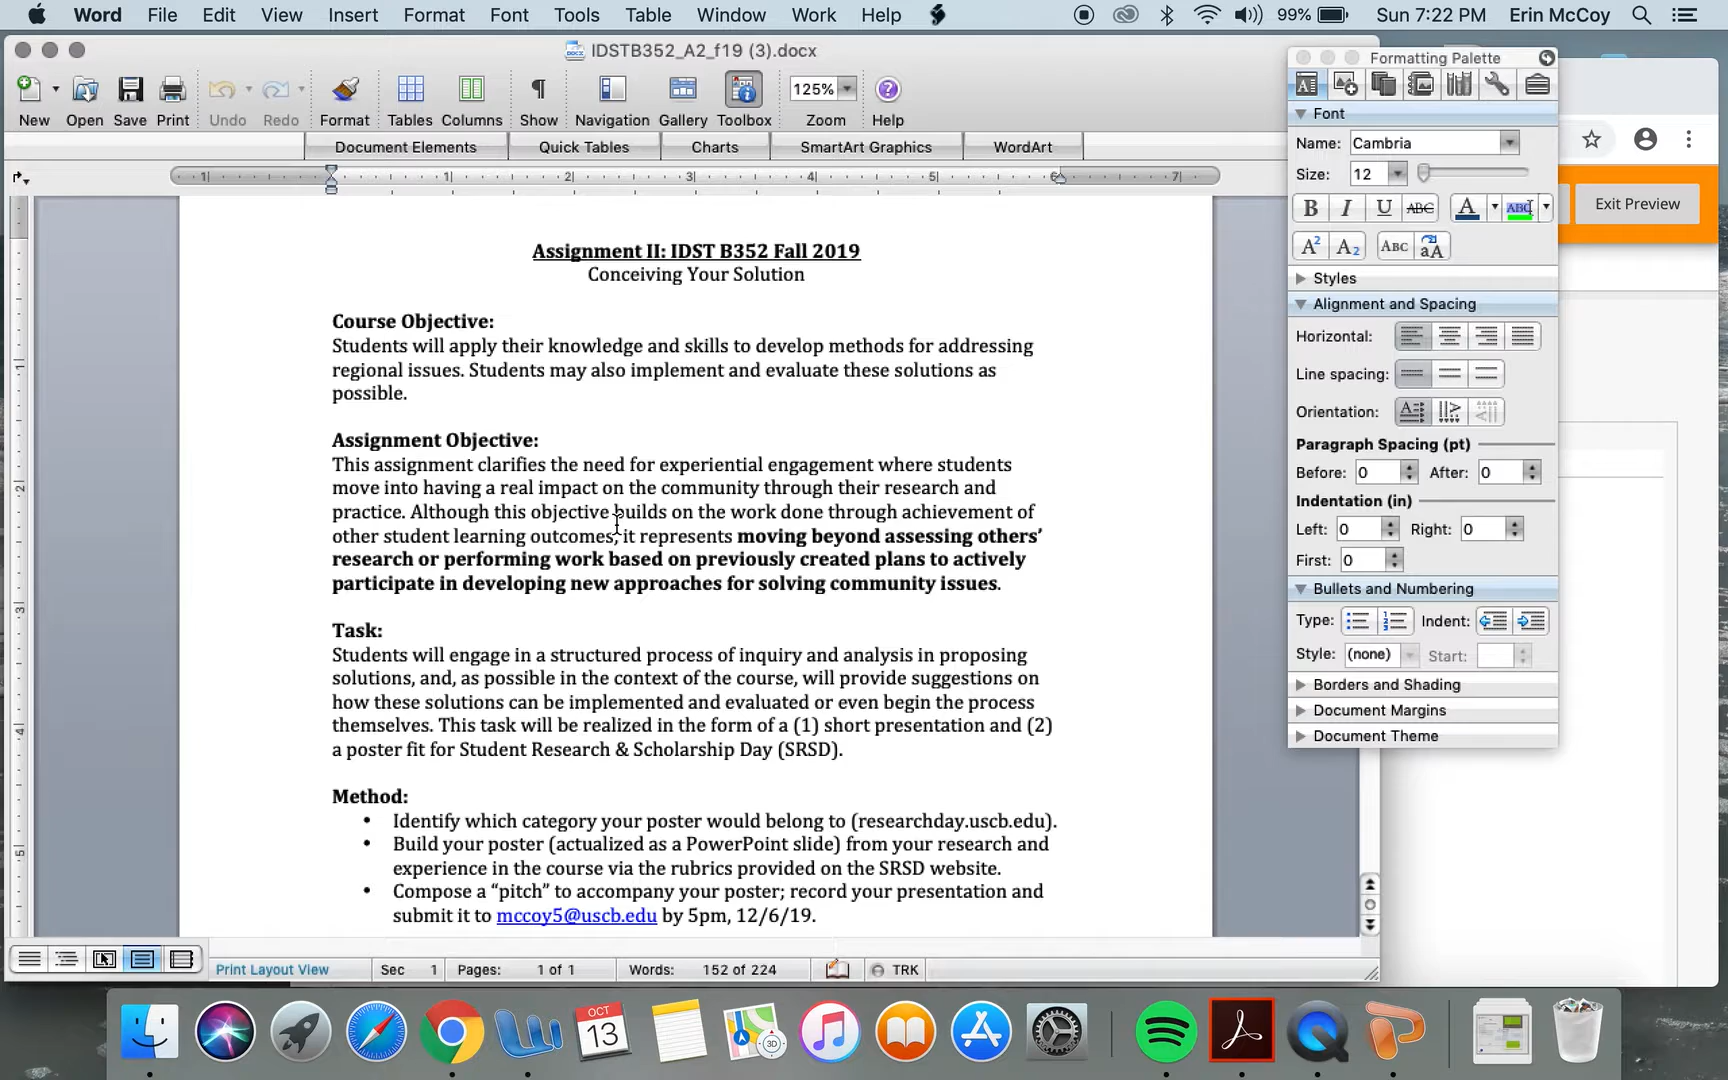 Word File Edit View Insert Format Font Tools Table Window Work Help 99% Sun 7:22 PM Erin McCoy
IDSTB352_A2_f19 (3).docx
New Open Save Print Undo Redo Format Tables Columns Show Navigation Gallery Toolbox 125% Zoom Help
Document Elements Quick Tables Charts SmartArt Graphics WordArt
Assignment II: IDST B352 Fall 2019
Conceiving Your Solution
Course Objective:
Students will apply their knowledge and skills to develop methods for addressing
regional issues. Students may also implement and evaluate these solutions as
possible.
Assignment Objective:
This assignment clarifies the need for experiential engagement where students
move into having a real impact on the community through their research and
practice. Although this objective builds on the work done through achievement of
other student learning outcomes, it represents moving beyond assessing others’
research or performing work based on previously created plans to actively
participate in developing new approaches for solving community issues.
Task:
Students will engage in a structured process of inquiry and analysis in proposing
solutions, and, as possible in the context of the course, will provide suggestions on
how these solutions can be implemented and evaluated or even begin the process
themselves. This task will be realized in the form of a (1) short presentation and (2)
a poster fit for Student Research & Scholarship Day (SRSD).
Method:
• Identify which category your poster would belong to (researchday.uscb.edu).
• Build your poster (actualized as a PowerPoint slide) from your research and
experience in the course via the rubrics provided on the SRSD website.
• Compose a “pitch” to accompany your poster; record your presentation and
submit it to mccoy5@uscb.edu by 5pm, 12/6/19.
Print Layout View Sec 1 Pages: 1 of 1 Words: 152 of 224 TRK
Formatting Palette
Font
Name: Cambria
Size: 12
B I U ABC A ABC
A2 A2 ABC aA
Styles
Alignment and Spacing
Horizontal:
Line spacing:
Orientation:
Paragraph Spacing (pt)
Before: 0 After: 0
Indentation (in)
Left: 0 Right: 0
First: 0
Bullets and Numbering
Type: Indent:
Style: (none) Start:
Borders and Shading
Document Margins
Document Theme
Exit Preview
OCT
13
3D